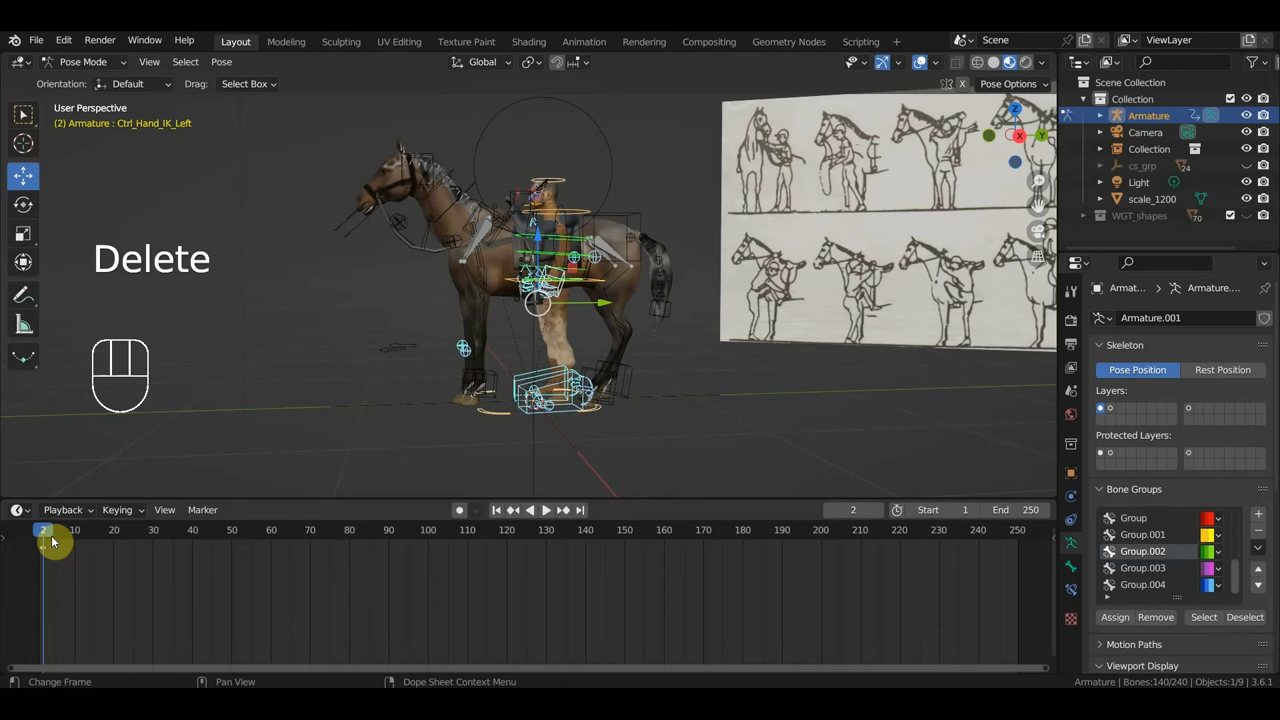 File Edit Render Window Help Layout Modeling Sculpting UV Editing Texture Paint Shading Animation Rendering Compositing Geometry Nodes Scripting + Scene ViewLayer
Pose Mode View Select Pose Global
Orientation: Default Drag: Select Box X Pose Options
Scene Collection
Collection
Armature
Camera
Collection
cs_grp 24
Light
scale_1200
WGT_shapes 70
User Perspective
(2) Armature : Ctrl_Hand_IK_Left
Z
X
Y
Delete
Armat... Armature....
Armature.001
Skeleton
Pose Position Rest Position
Layers:
Protected Layers:
Bone Groups
Group
Group.001
Group.002
Group.003
Group.004
Assign Remove Select Deselect
Motion Paths
Viewport Display
Playback Keying View Marker 2 Start 1 End 250
2 10 20 30 40 50 60 70 80 90 100 110 120 130 140 150 160 170 180 190 200 210 220 230 240 250
Change Frame Pan View Dope Sheet Context Menu Armature | Bones:140/240 | Objects:1/9 | 3.6.1